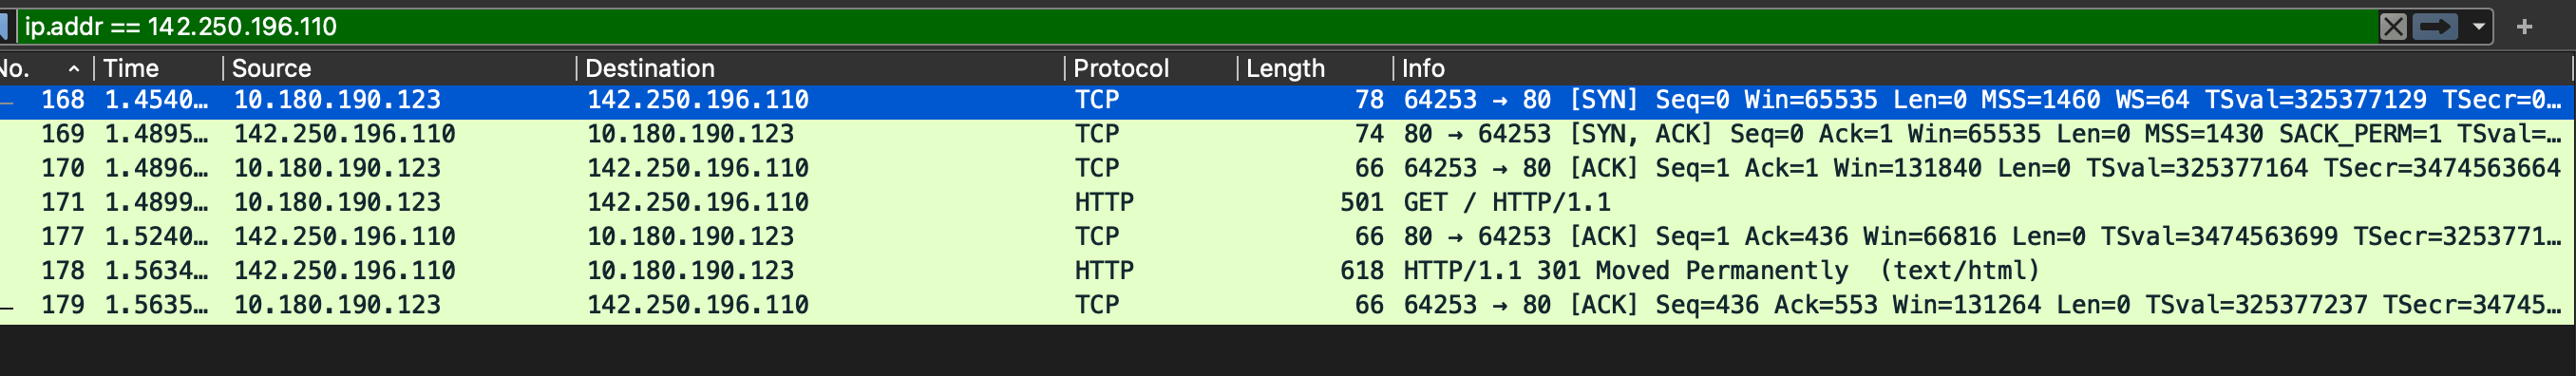 ip.addr == 142.250.196.110
No. Time Source Destination Protocol Length Info
168 1.4540… 10.180.190.123 142.250.196.110 TCP 78 64253 → 80 [SYN] Seq=0 Win=65535 Len=0 MSS=1460 WS=64 TSval=325377129 TSecr=0…
169 1.4895… 142.250.196.110 10.180.190.123 TCP 74 80 → 64253 [SYN, ACK] Seq=0 Ack=1 Win=65535 Len=0 MSS=1430 SACK_PERM=1 TSval=…
170 1.4896… 10.180.190.123 142.250.196.110 TCP 66 64253 → 80 [ACK] Seq=1 Ack=1 Win=131840 Len=0 TSval=325377164 TSecr=3474563664
171 1.4899… 10.180.190.123 142.250.196.110 HTTP 501 GET / HTTP/1.1
177 1.5240… 142.250.196.110 10.180.190.123 TCP 66 80 → 64253 [ACK] Seq=1 Ack=436 Win=66816 Len=0 TSval=3474563699 TSecr=3253771…
178 1.5634… 142.250.196.110 10.180.190.123 HTTP 618 HTTP/1.1 301 Moved Permanently (text/html)
179 1.5635… 10.180.190.123 142.250.196.110 TCP 66 64253 → 80 [ACK] Seq=436 Ack=553 Win=131264 Len=0 TSval=325377237 TSecr=34745…